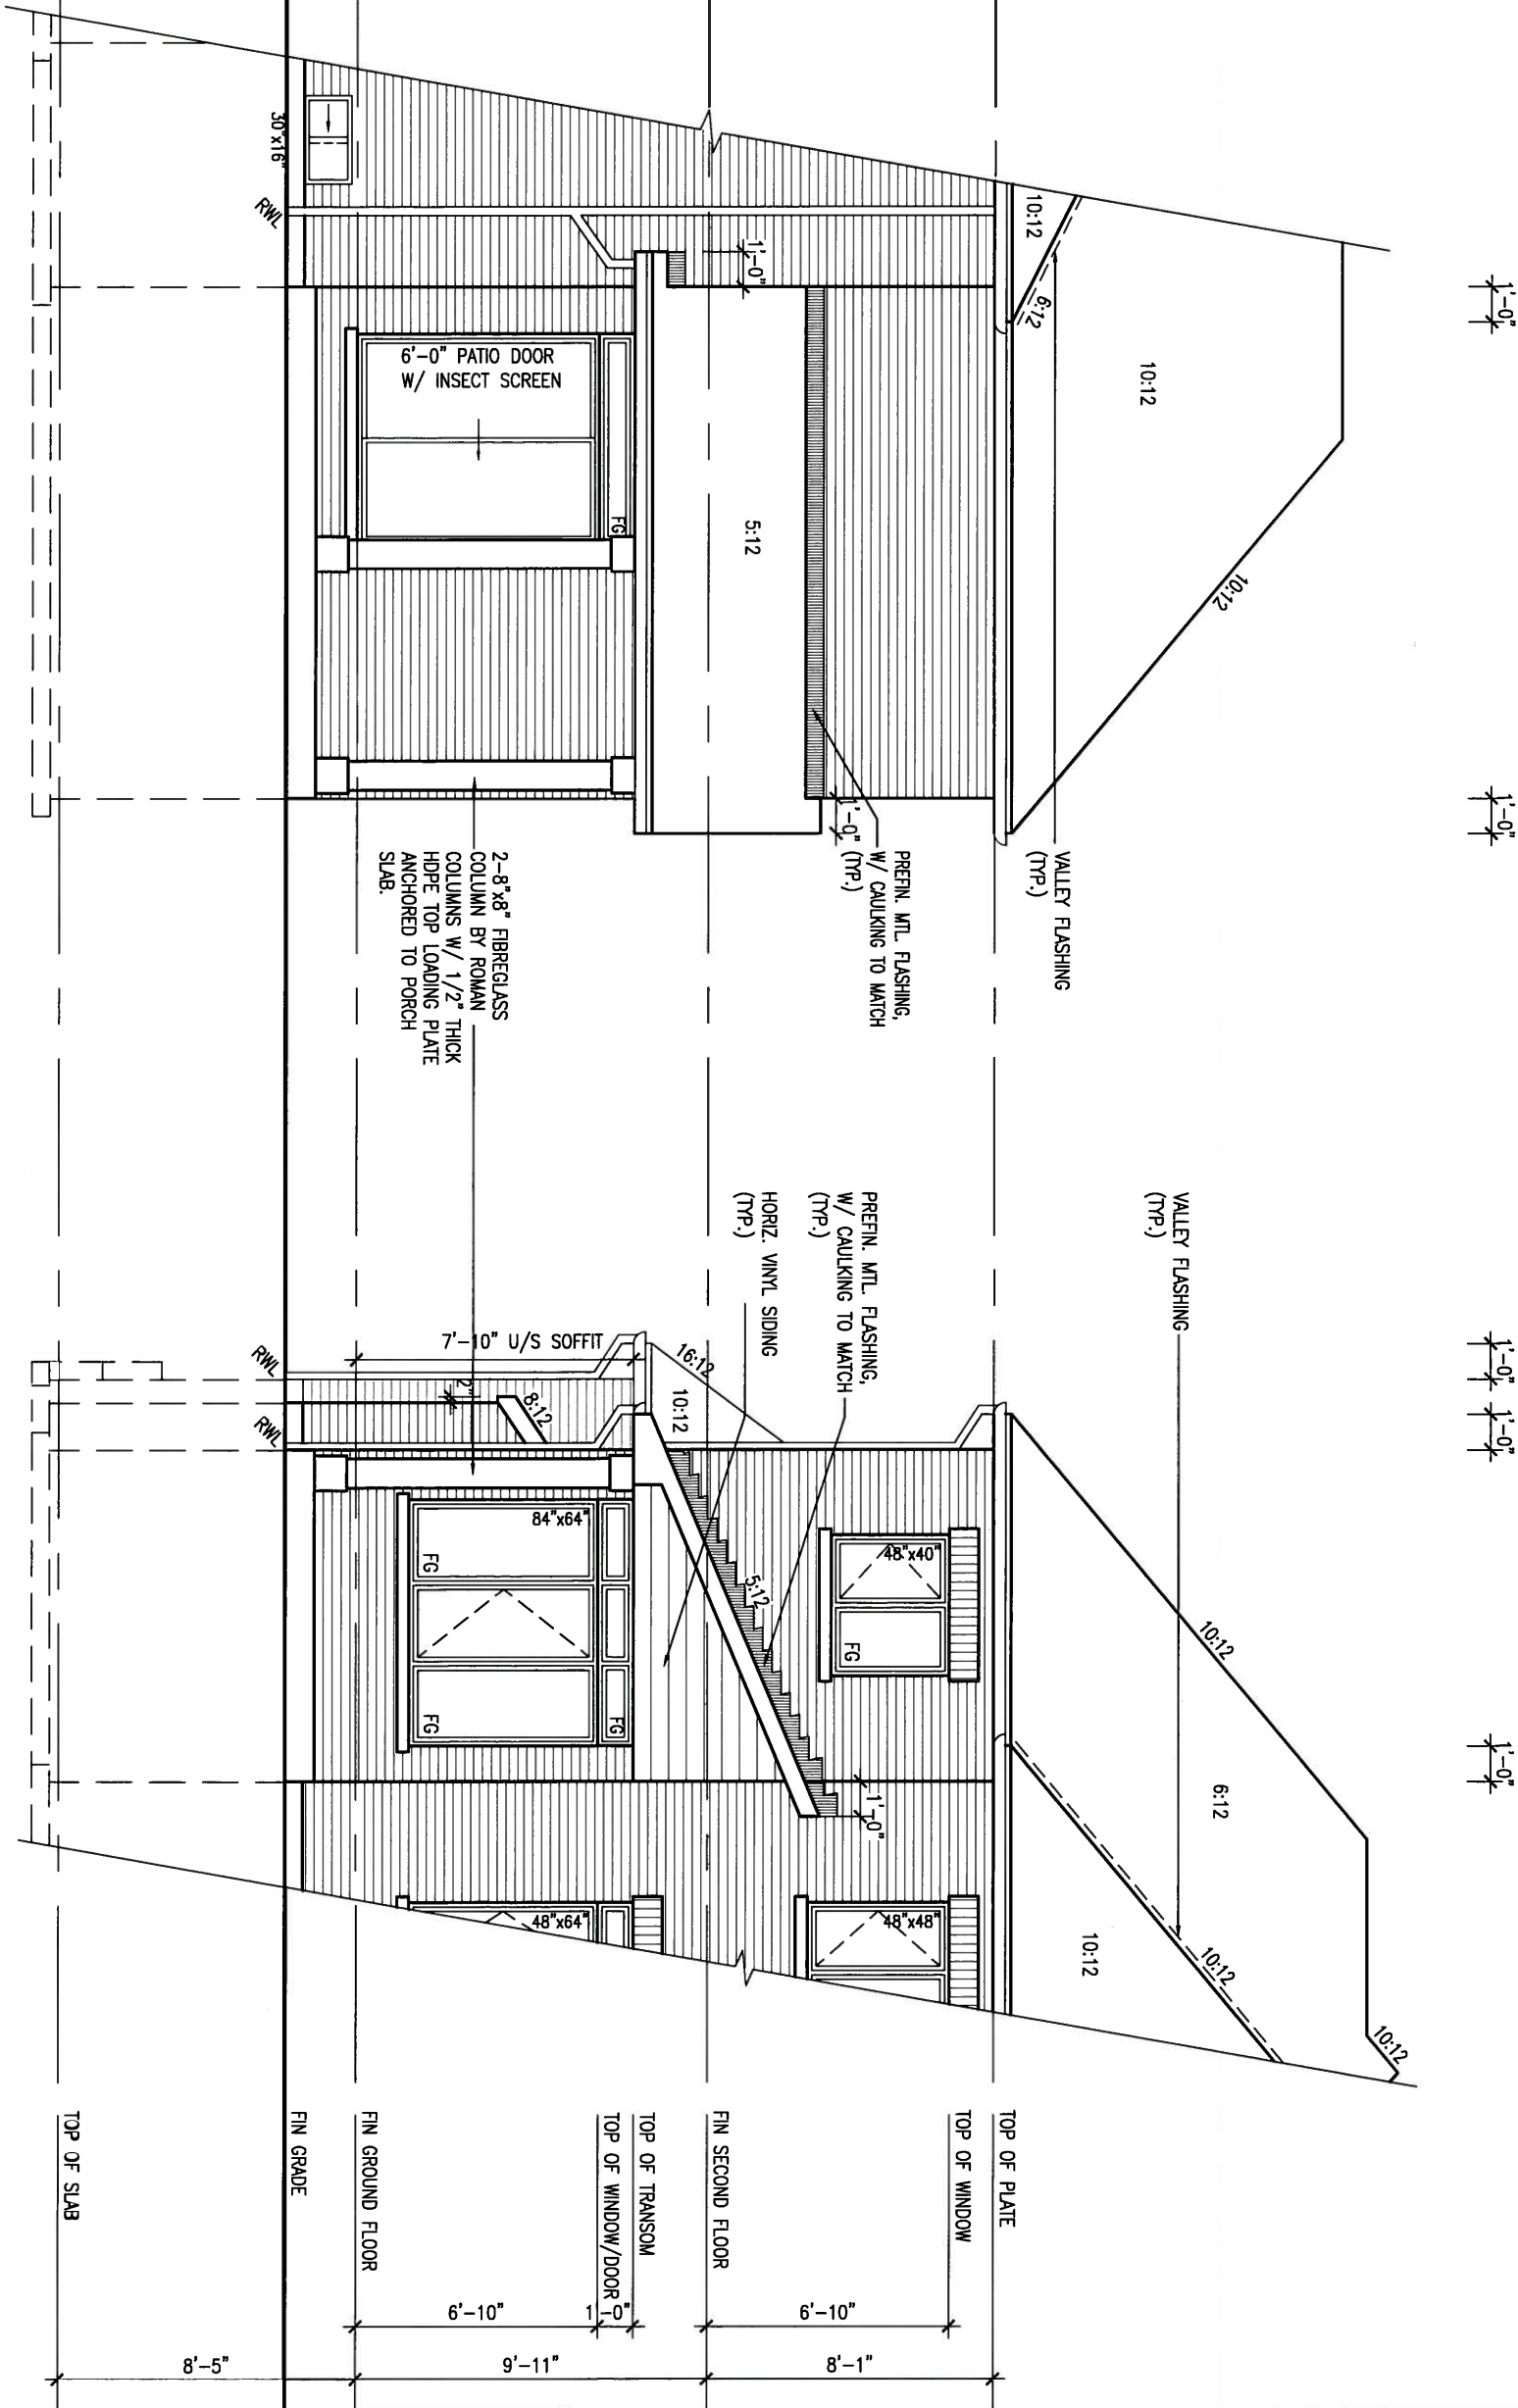 1'-0"
1'-0"
10:12
10:12
10:12
6:12
VALLEY FLASHING
(TYP.)
1'-0"
5:12
PREFIN. MTL. FLASHING,
W/ CAULKING TO MATCH
(TYP.)
1'-0"
6'-0" PATIO DOOR
W/ INSECT SCREEN
FG
RWL
30"x16"
2-8"x8" FIBREGLASS
COLUMN BY ROMAN
COLUMNS W/ 1/2" THICK
HDPE TOP LOADING PLATE
ANCHORED TO PORCH
SLAB.
1'-0"
1'-0"
1'-0"
VALLEY FLASHING
(TYP.)
10:12
6:12
10:12
10:12
10:12
PREFIN. MTL. FLASHING,
W/ CAULKING TO MATCH
(TYP.)
HORIZ. VINYL SIDING
(TYP.)
16:12
10:12
5:12
48"x40"
FG
1'-0"
48"x48"
7'-10" U/S SOFFIT
8:12
2"
84"x64"
FG
FG
FG
48"x64"
RWL
RWL
TOP OF PLATE
TOP OF WINDOW
FIN SECOND FLOOR
TOP OF TRANSOM
TOP OF WINDOW/DOOR
FIN GROUND FLOOR
FIN GRADE
TOP OF SLAB
6'-10"
1'-0"
6'-10"
8'-1"
9'-11"
8'-5"